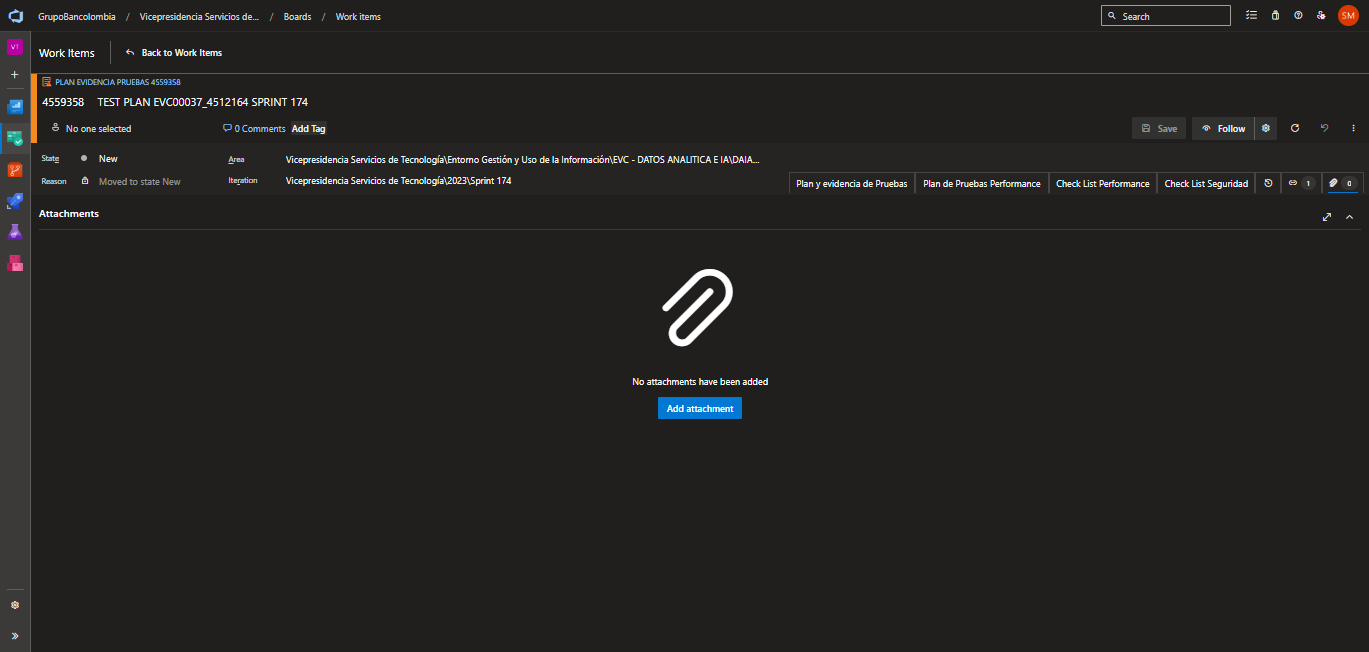 GrupoBancolombia / Vicepresidencia Servicios de... / Boards / Work items
Search
SM
VT
Work Items
Back to Work Items
PLAN EVIDENCIA PRUEBAS 4559358
4559358 TEST PLAN EVC00037_4512164 SPRINT 174
No one selected
0 Comments
Add Tag
Save
Follow
State New
Area Vicepresidencia Servicios de Tecnología\Entorno Gestión y Uso de la Información\EVC - DATOS ANALITICA E IA\DAIA...
Reason Moved to state New
Iteration Vicepresidencia Servicios de Tecnología\2023\Sprint 174
Plan y evidencia de Pruebas
Plan de Pruebas Performance
Check List Performance
Check List Seguridad
1
0
Attachments
No attachments have been added
Add attachment